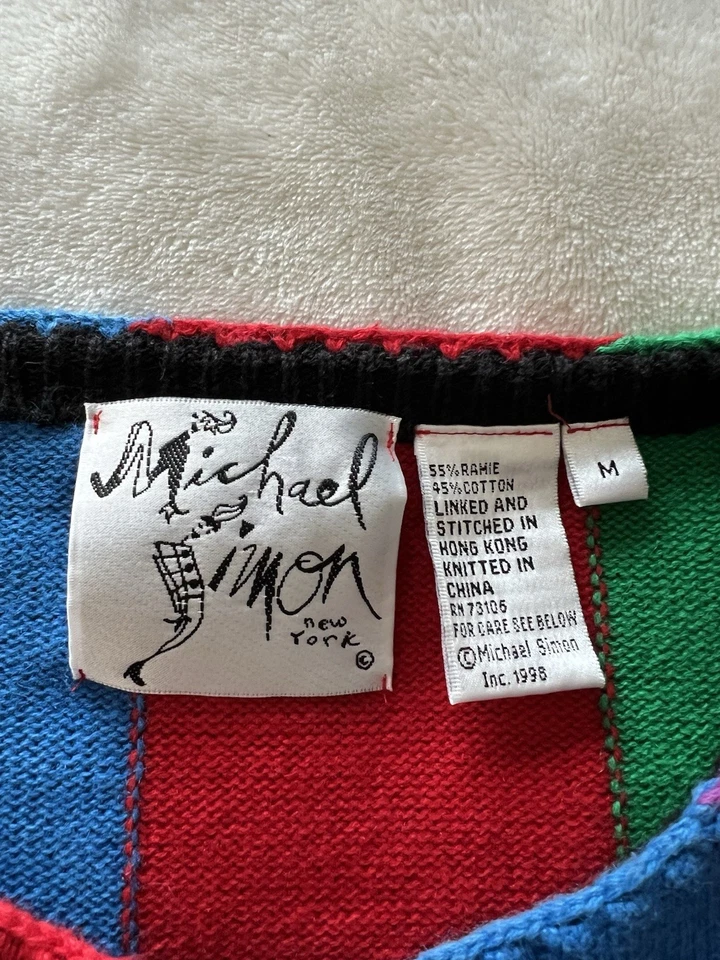 Michael
Simon
new
York
©
55% RAMIE
45% COTTON
LINKED AND
STITCHED IN
HONG KONG
KNITTED IN
CHINA
RN 73106
FOR CARE SEE BELOW
© Michael Simon
Inc. 1998
M